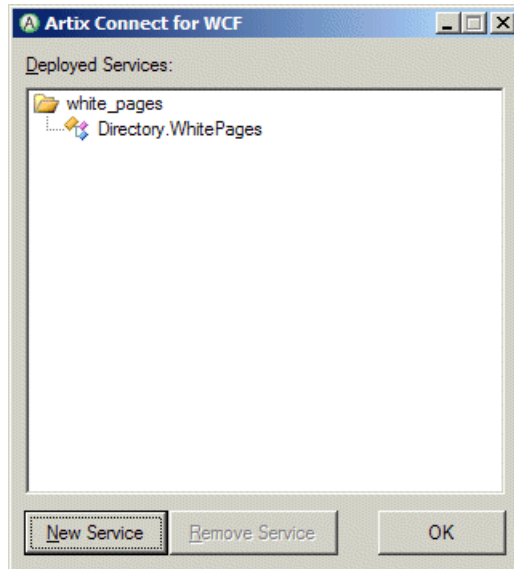 Artix Connect for WCF
Deployed Services:
white_pages
Directory.WhitePages
New Service
Remove Service
OK